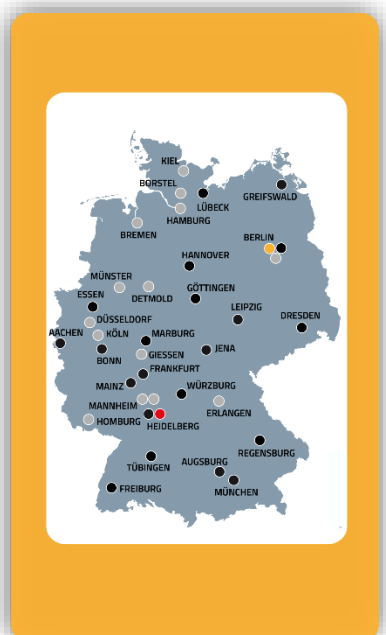 KIEL
BORSTEL
LÜBECK
GREIFSWALD
HAMBURG
BREMEN
BERLIN
HANNOVER
MÜNSTER
DETMOLD
GÖTTINGEN
ESSEN
LEIPZIG
DÜSSELDORF
DRESDEN
AACHEN
KÖLN
MARBURG
BONN
GIESSEN
JENA
FRANKFURT
MAINZ
WÜRZBURG
MANNHEIM
ERLANGEN
HOMBURG
HEIDELBERG
REGENSBURG
TÜBINGEN
AUGSBURG
FREIBURG
MÜNCHEN